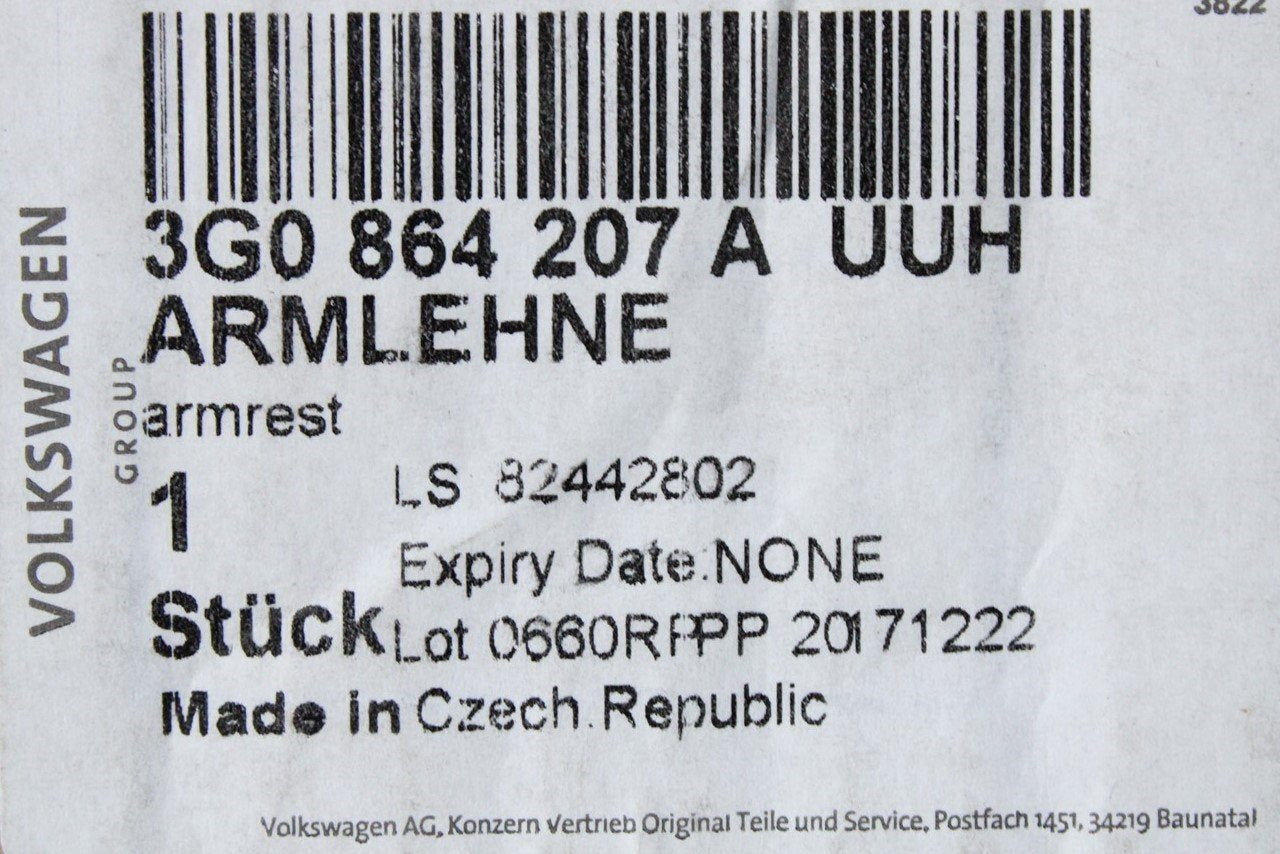 3822
VOLKSWAGEN
GROUP
3G0 864 207 A UUH
ARMLEHNE
armrest
1
LS 82442802
Expiry Date:NONE
Stück
Lot 0660RPPP 20171222
Made in Czech Republic
Volkswagen AG, Konzern Vertrieb Original Teile und Service, Postfach 1451, 34219 Baunatal